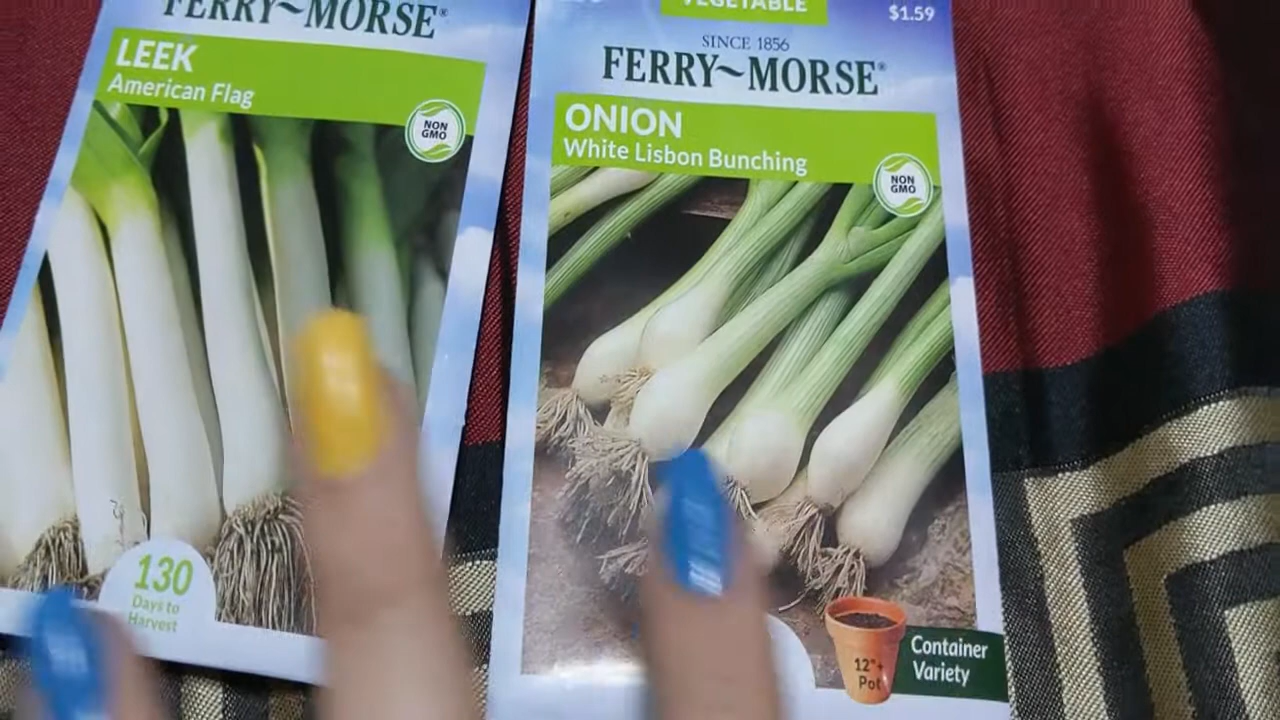 FERRY~MORSE®
LEEK
American Flag
NON
GMO
130
Days to
Harvest
VEGETABLE
$1.59
SINCE 1856
FERRY~MORSE®
ONION
White Lisbon Bunching
NON
GMO
12"+
Pot
Container
Variety